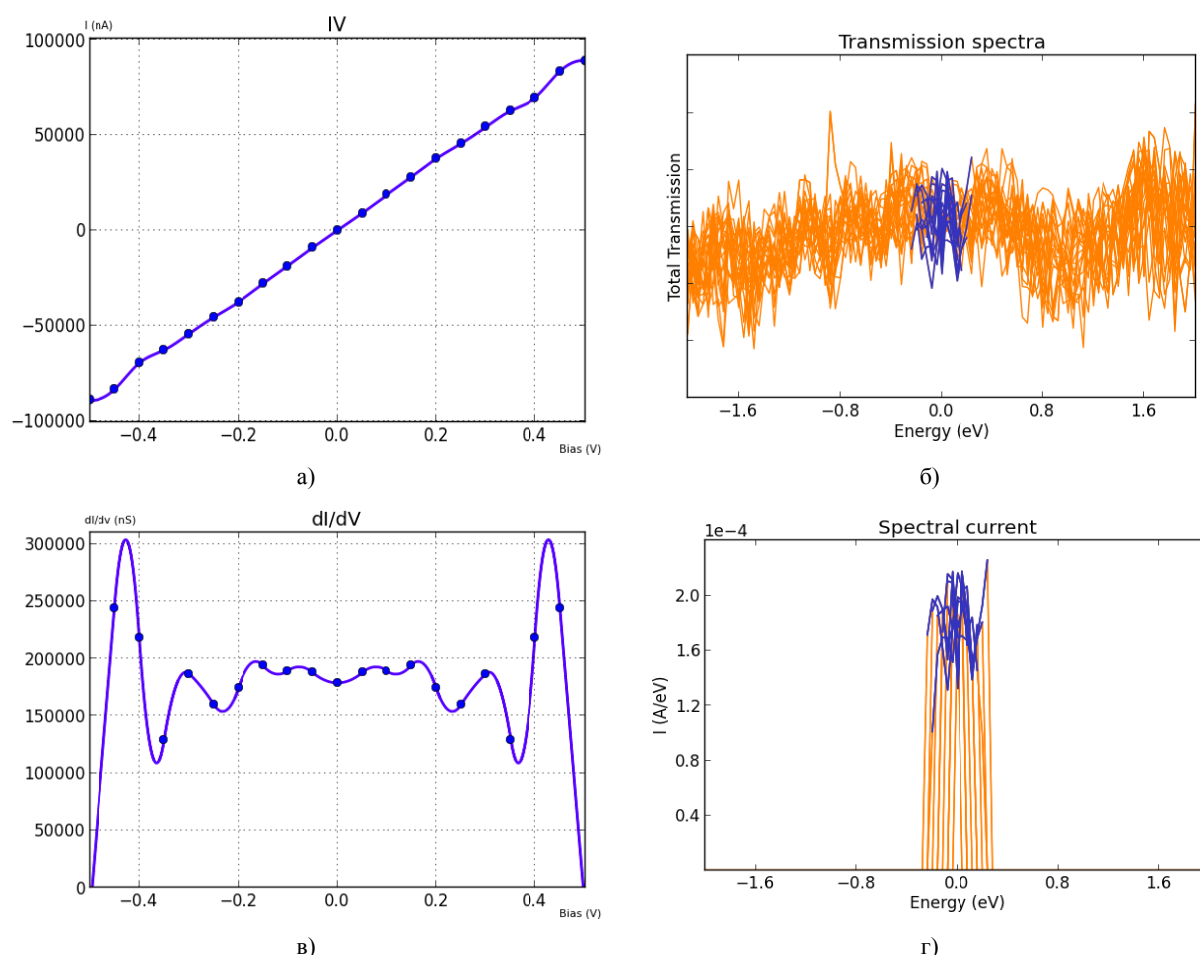 IV
I (nA)
100000
50000
0
−50000
−100000
−0.4 −0.2 0.0 0.2 0.4
Bias (V)
а)
Transmission spectra
Total Transmission
−1.6 −0.8 0.0 0.8 1.6
Energy (eV)
б)
dI/dV
dI/dv (nS)
300000
250000
200000
150000
100000
50000
0
−0.4 −0.2 0.0 0.2 0.4
Bias (V)
в)
Spectral current
1e−4
2.0
1.6
1.2
0.8
0.4
I (A/eV)
−1.6 −0.8 0.0 0.8 1.6
Energy (eV)
г)